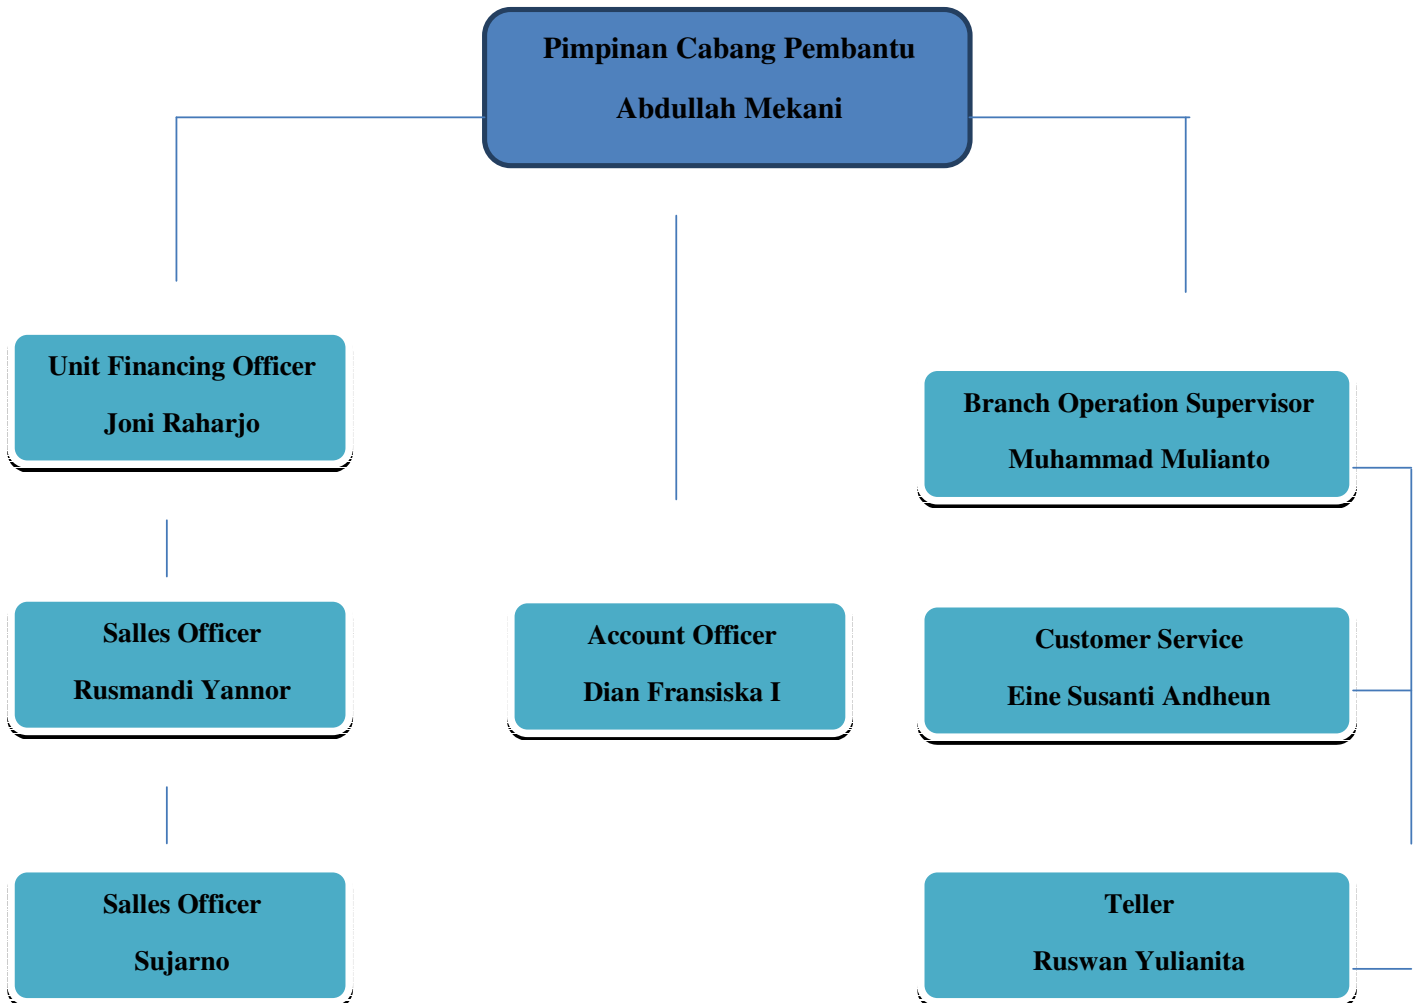 Pimpinan Cabang Pembantu
Abdullah Mekani
Unit Financing Officer
Joni Raharjo
Branch Operation Supervisor
Muhammad Mulianto
Salles Officer
Rusmandi Yannor
Account Officer
Dian Fransiska I
Customer Service
Eine Susanti Andheun
Salles Officer
Sujarno
Teller
Ruswan Yulianita